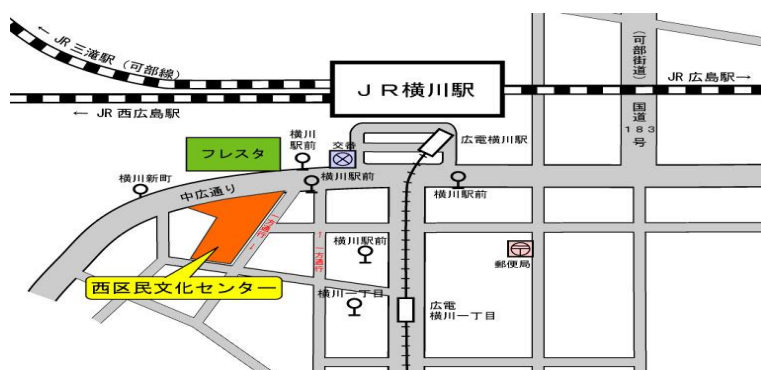 ← JR三滝駅（可部線）
← JR西広島駅
ＪＲ横川駅
JR広島駅→
（可部街道）
国道
183
号
フレスタ
横川
駅前
交番
広電横川駅
横川新町
中広通り
横川駅前
横川駅前
一方通行 →
↑ 一方通行
横川駅前
郵便局
西区民文化センター
横川一丁目
広電
横川一丁目